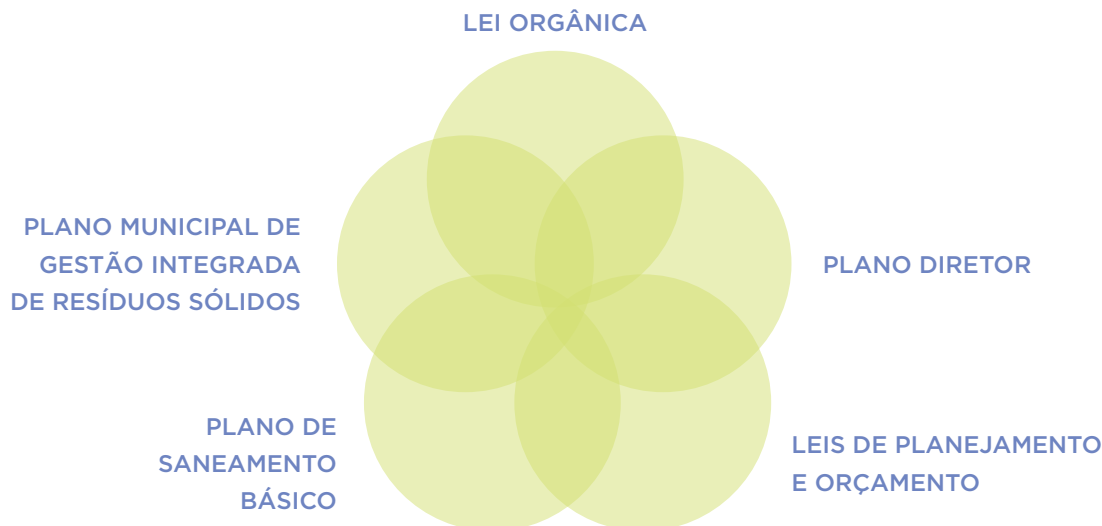 LEI ORGÂNICA
PLANO MUNICIPAL DE
GESTÃO INTEGRADA
DE RESÍDUOS SÓLIDOS
PLANO DIRETOR
PLANO DE
SANEAMENTO
BÁSICO
LEIS DE PLANEJAMENTO
E ORÇAMENTO